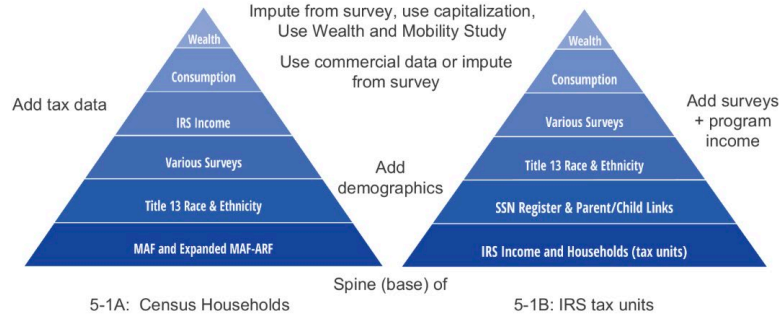 Impute from survey, use capitalization,
Use Wealth and Mobility Study
Use commercial data or impute
from survey
Add tax data
Wealth
Consumption
IRS Income
Various Surveys
Title 13 Race & Ethnicity
MAF and Expanded MAF-ARF
Add
demographics
Wealth
Consumption
Various Surveys
Title 13 Race & Ethnicity
SSN Register & Parent/Child Links
IRS Income and Households (tax units)
Add surveys
+ program
income
Spine (base) of
5-1A: Census Households
5-1B: IRS tax units